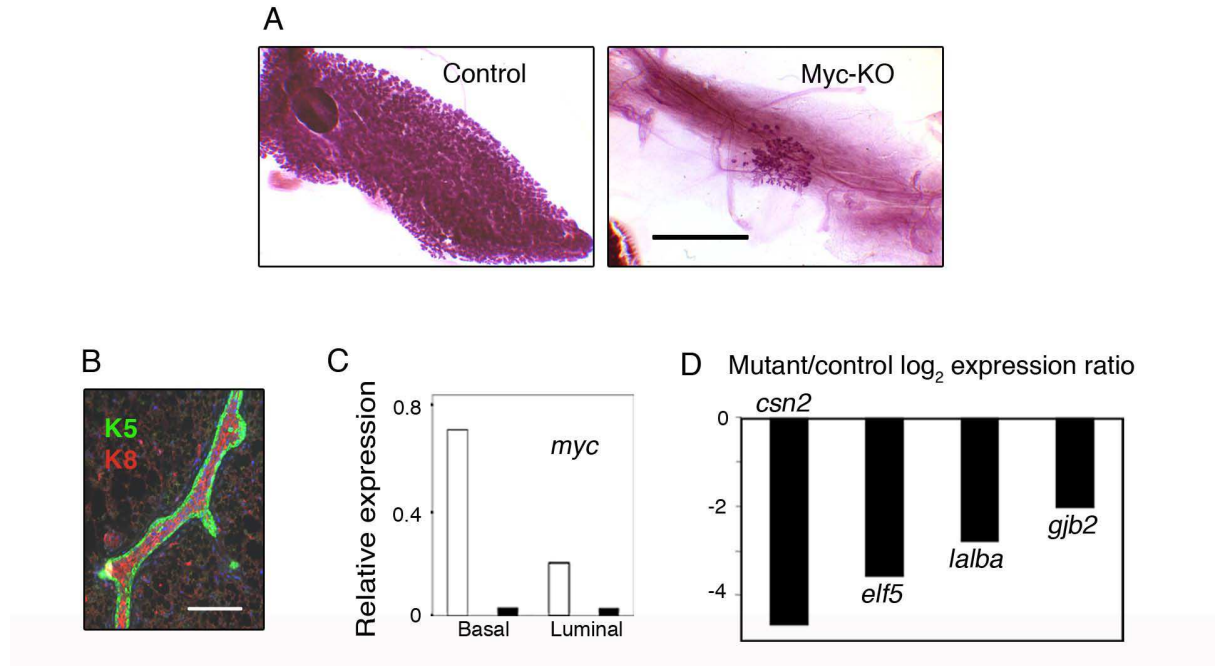 A
Control
Myc-KO
B
K5
K8
C
Relative expression
0.8
0.4
0
myc
Basal
Luminal
D
Mutant/control log2 expression ratio
0
-2
-4
csn2
elf5
lalba
gjb2